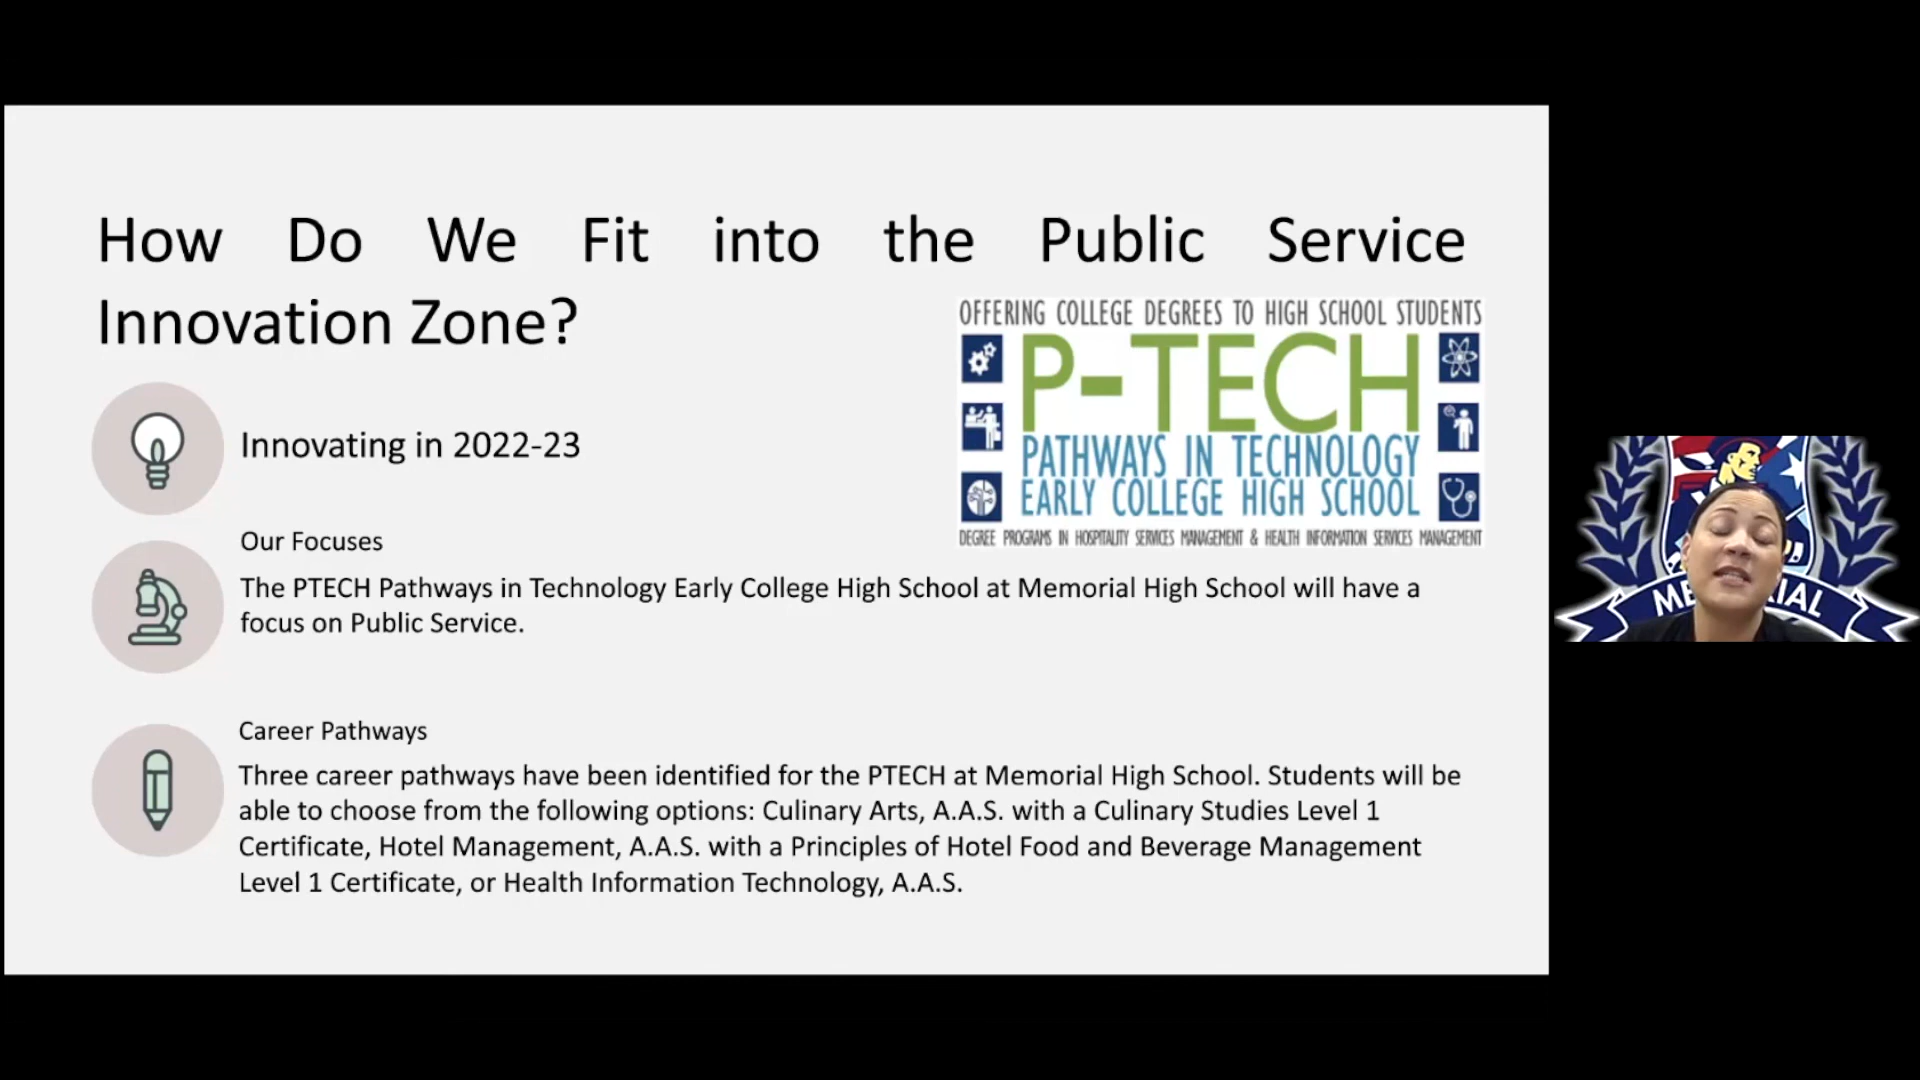 How Do We Fit into the Public Service
Innovation Zone?
OFFERING COLLEGE DEGREES TO HIGH SCHOOL STUDENTS
P-TECH
PATHWAYS IN TECHNOLOGY
EARLY COLLEGE HIGH SCHOOL
DEGREE PROGRAMS IN HOSPITALITY SERVICES MANAGEMENT & HEALTH INFORMATION SERVICES MANAGEMENT
Innovating in 2022-23
Our Focuses
The PTECH Pathways in Technology Early College High School at Memorial High School will have a
focus on Public Service.
Career Pathways
Three career pathways have been identified for the PTECH at Memorial High School. Students will be
able to choose from the following options: Culinary Arts, A.A.S. with a Culinary Studies Level 1
Certificate, Hotel Management, A.A.S. with a Principles of Hotel Food and Beverage Management
Level 1 Certificate, or Health Information Technology, A.A.S.